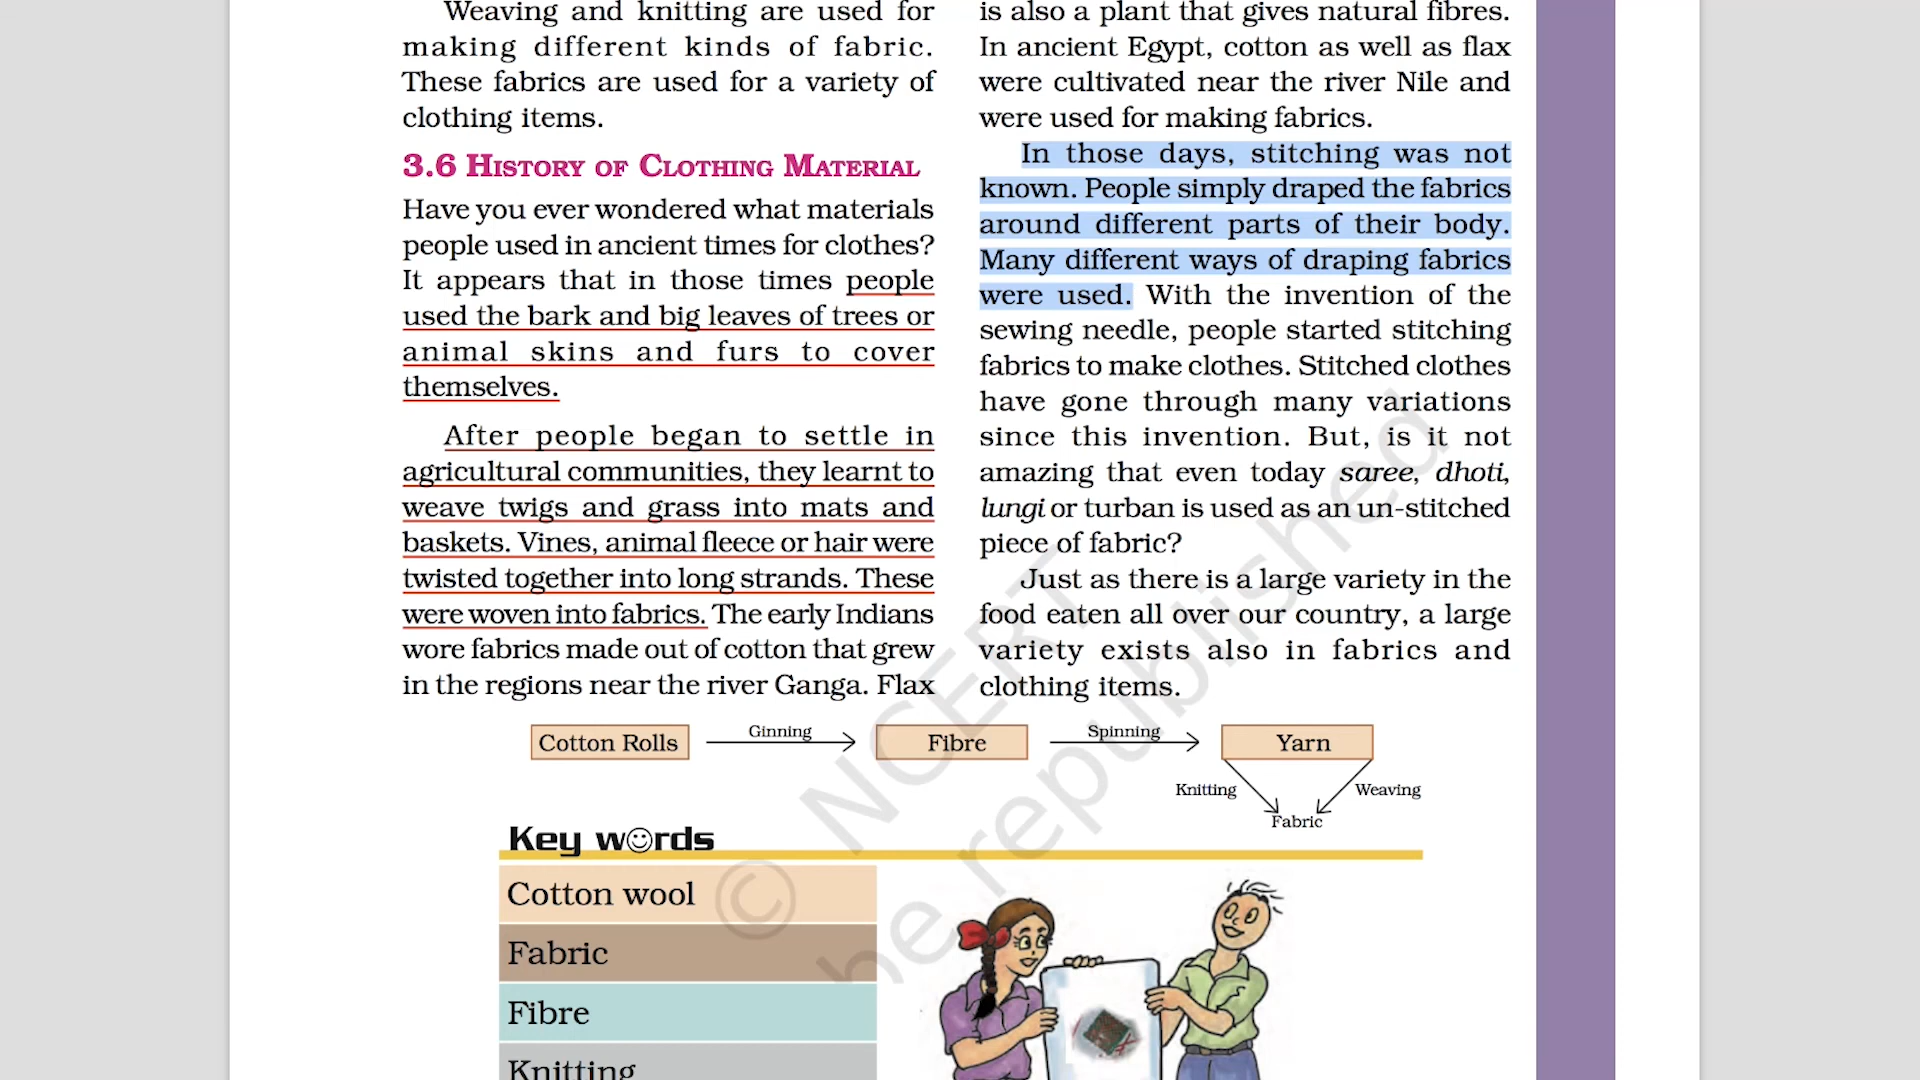 Weaving and knitting are used for
making different kinds of fabric.
These fabrics are used for a variety of
clothing items.
3.6 HISTORY OF CLOTHING MATERIAL
Have you ever wondered what materials
people used in ancient times for clothes?
It appears that in those times people
used the bark and big leaves of trees or
animal skins and furs to cover
themselves.
After people began to settle in
agricultural communities, they learnt to
weave twigs and grass into mats and
baskets. Vines, animal fleece or hair were
twisted together into long strands. These
were woven into fabrics. The early Indians
wore fabrics made out of cotton that grew
in the regions near the river Ganga. Flax
is also a plant that gives natural fibres.
In ancient Egypt, cotton as well as flax
were cultivated near the river Nile and
were used for making fabrics.
In those days, stitching was not
known. People simply draped the fabrics
around different parts of their body.
Many different ways of draping fabrics
were used. With the invention of the
sewing needle, people started stitching
fabrics to make clothes. Stitched clothes
have gone through many variations
since this invention. But, is it not
amazing that even today saree, dhoti,
lungi or turban is used as an un-stitched
piece of fabric?
Just as there is a large variety in the
food eaten all over our country, a large
variety exists also in fabrics and
clothing items.
Cotton Rolls
Ginning
Fibre
Spinning
Yarn
Knitting
Weaving
Fabric
Key words
Cotton wool
Fabric
Fibre
Knitting
© NCERT
be republished